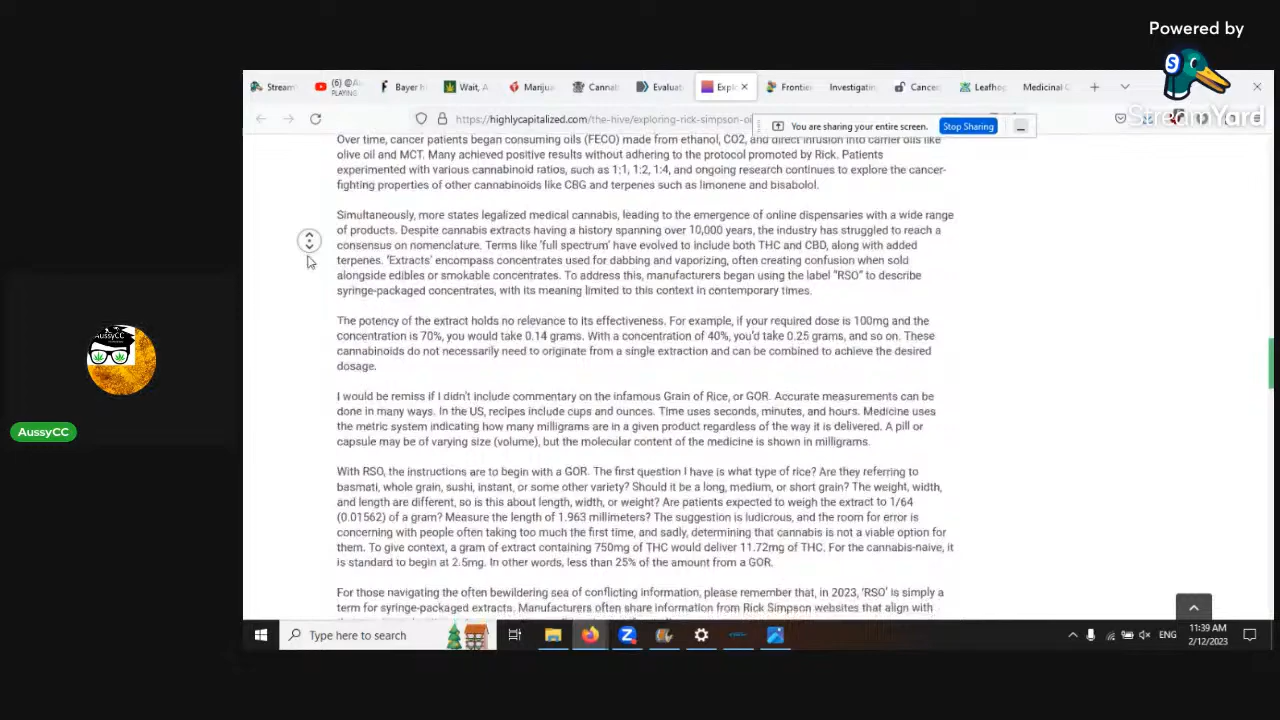 Powered by
StreamYard
Stream
(6) @A
PLAYING
Bayer h
Wait, A
Mariju
Cannab
Evaluat
Explo
Frontie
Investigatin
Cancer
Leafho
Medicinal C
https://highlycapitalized.com/the-hive/exploring-rick-simpson-oi
You are sharing your entire screen.
Stop Sharing
Over time, cancer patients began consuming oils (FECO) made from ethanol, CO2, and direct infusion into carrier oils like
olive oil and MCT. Many achieved positive results without adhering to the protocol promoted by Rick. Patients
experimented with various cannabinoid ratios, such as 1:1, 1:2, 1:4, and ongoing research continues to explore the cancer-
fighting properties of other cannabinoids like CBG and terpenes such as limonene and bisabolol.
Simultaneously, more states legalized medical cannabis, leading to the emergence of online dispensaries with a wide range
of products. Despite cannabis extracts having a history spanning over 10,000 years, the industry has struggled to reach a
consensus on nomenclature. Terms like 'full spectrum' have evolved to include both THC and CBD, along with added
terpenes. 'Extracts' encompass concentrates used for dabbing and vaporizing, often creating confusion when sold
alongside edibles or smokable concentrates. To address this, manufacturers began using the label "RSO" to describe
syringe-packaged concentrates, with its meaning limited to this context in contemporary times.
The potency of the extract holds no relevance to its effectiveness. For example, if your required dose is 100mg and the
concentration is 70%, you would take 0.14 grams. With a concentration of 40%, you'd take 0.25 grams, and so on. These
cannabinoids do not necessarily need to originate from a single extraction and can be combined to achieve the desired
dosage.
I would be remiss if I didn't include commentary on the infamous Grain of Rice, or GOR. Accurate measurements can be
done in many ways. In the US, recipes include cups and ounces. Time uses seconds, minutes, and hours. Medicine uses
the metric system indicating how many milligrams are in a given product regardless of the way it is delivered. A pill or
capsule may be of varying size (volume), but the molecular content of the medicine is shown in milligrams.
With RSO, the instructions are to begin with a GOR. The first question I have is what type of rice? Are they referring to
basmati, whole grain, sushi, instant, or some other variety? Should it be a long, medium, or short grain? The weight, width,
and length are different, so is this about length, width, or weight? Are patients expected to weigh the extract to 1/64
(0.01562) of a gram? Measure the length of 1.963 millimeters? The suggestion is ludicrous, and the room for error is
concerning with people often taking too much the first time, and sadly, determining that cannabis is not a viable option for
them. To give context, a gram of extract containing 750mg of THC would deliver 11.72mg of THC. For the cannabis-naive, it
is standard to begin at 2.5mg. In other words, less than 25% of the amount from a GOR.
For those navigating the often bewildering sea of conflicting information, please remember that, in 2023, 'RSO' is simply a
term for syringe-packaged extracts. Manufacturers often share information from Rick Simpson websites that align with
AussyCC
AussyCC
Type here to search
ENG
11:39 AM
2/12/2023